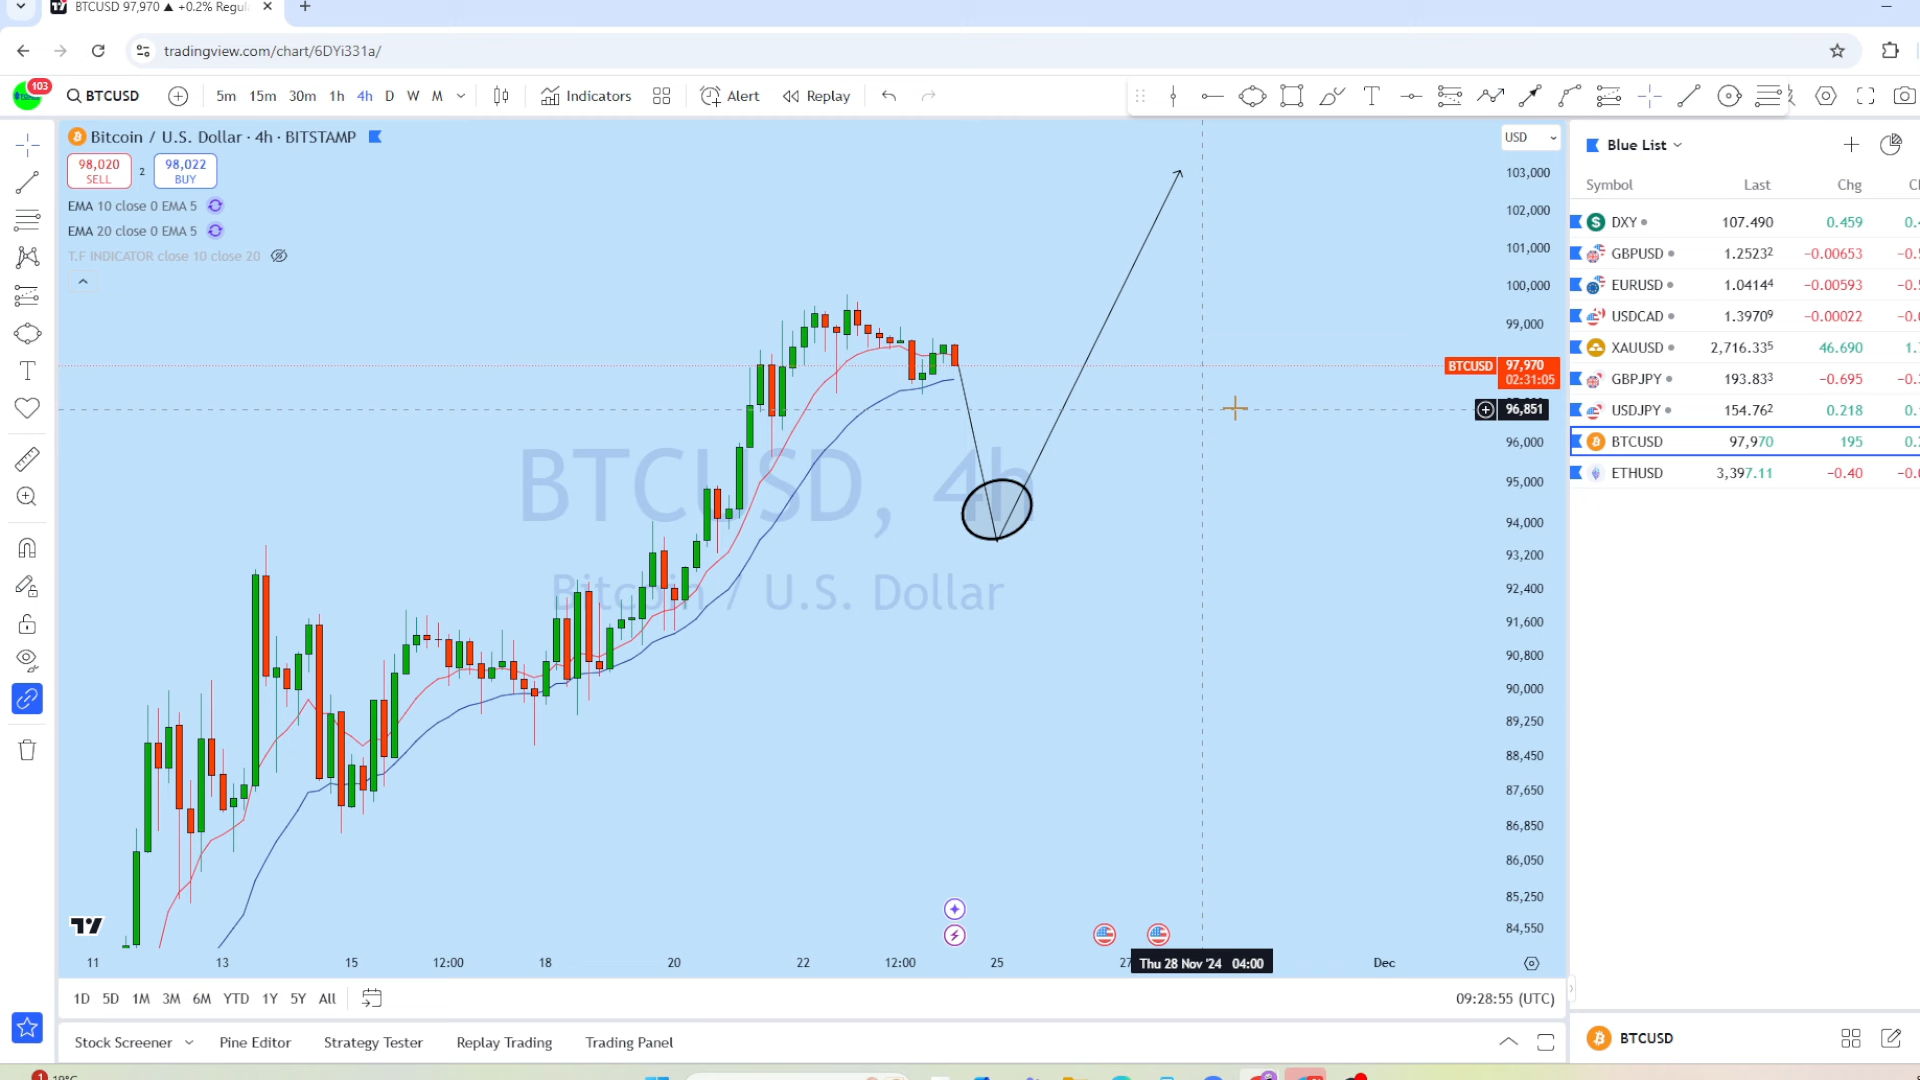 BTCUSD 97,970 ▲ +0.2% Regul
tradingview.com/chart/6DYi331a/
103
BTCUSD 5m 15m 30m 1h 4h D W M Indicators Alert Replay
Bitcoin / U.S. Dollar · 4h · BITSTAMP
98,020 SELL 2 98,022 BUY
EMA 10 close 0 EMA 5
EMA 20 close 0 EMA 5
T.F INDICATOR close 10 close 20
BTCUSD, 4h
Bitcoin / U.S. Dollar
USD
103,000
102,000
101,000
100,000
99,000
BTCUSD 97,970
02:31:05
96,851
96,000
95,000
94,000
93,200
92,400
91,600
90,800
90,000
89,250
88,450
87,650
86,850
86,050
85,250
84,550
11 13 15 12:00 18 20 22 12:00 25 27 Thu 28 Nov '24 04:00 Dec
1D 5D 1M 3M 6M YTD 1Y 5Y All
09:28:55 (UTC)
Stock Screener Pine Editor Strategy Tester Replay Trading Trading Panel
Blue List
Symbol Last Chg
DXY 107.490 0.459
GBPUSD 1.25232 −0.00653
EURUSD 1.04144 −0.00593
USDCAD 1.39709 −0.00022
XAUUSD 2,716.335 46.690
GBPJPY 193.833 −0.695
USDJPY 154.762 0.218
BTCUSD 97,970 195
ETHUSD 3,397.11 −0.40
BTCUSD